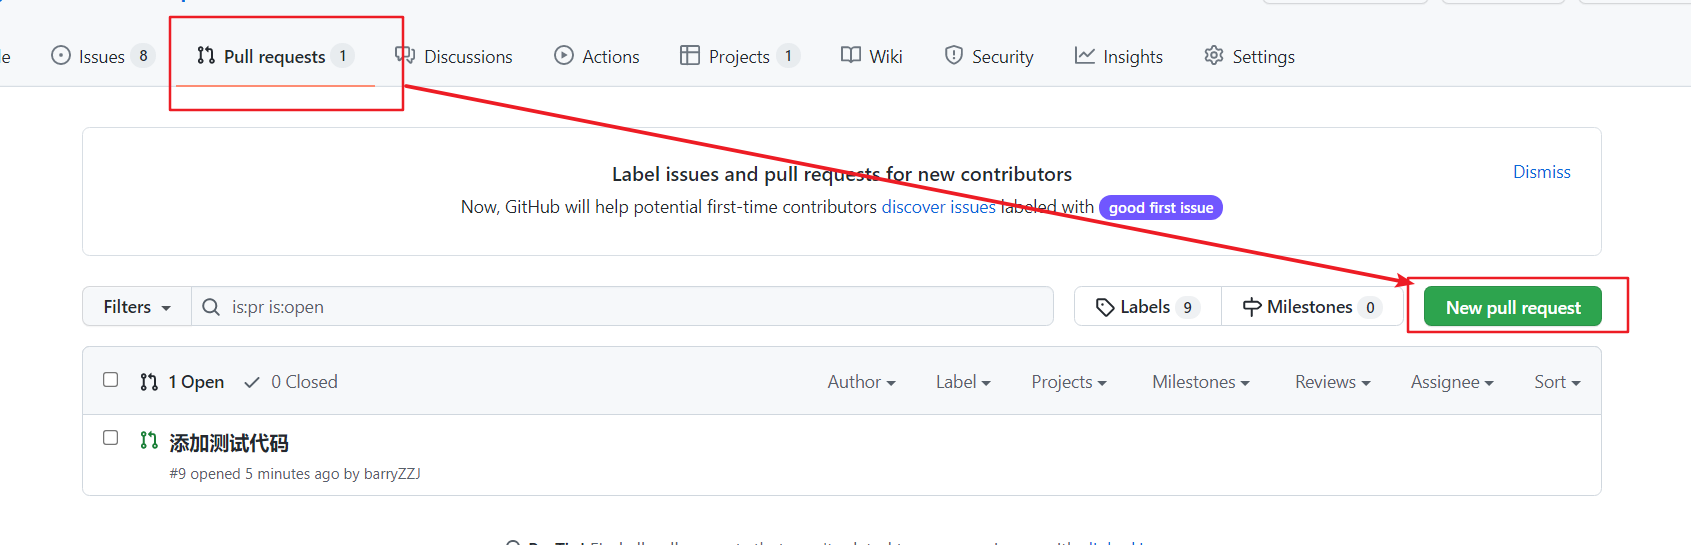 Issues 8 Pull requests 1 Discussions Actions Projects 1 Wiki Security Insights Settings
Label issues and pull requests for new contributors
Dismiss
Now, GitHub will help potential first-time contributors discover issues labeled with good first issue
Filters is:pr is:open Labels 9 Milestones 0 New pull request
1 Open 0 Closed Author Label Projects Milestones Reviews Assignee Sort
添加测试代码
#9 opened 5 minutes ago by barryZZJ